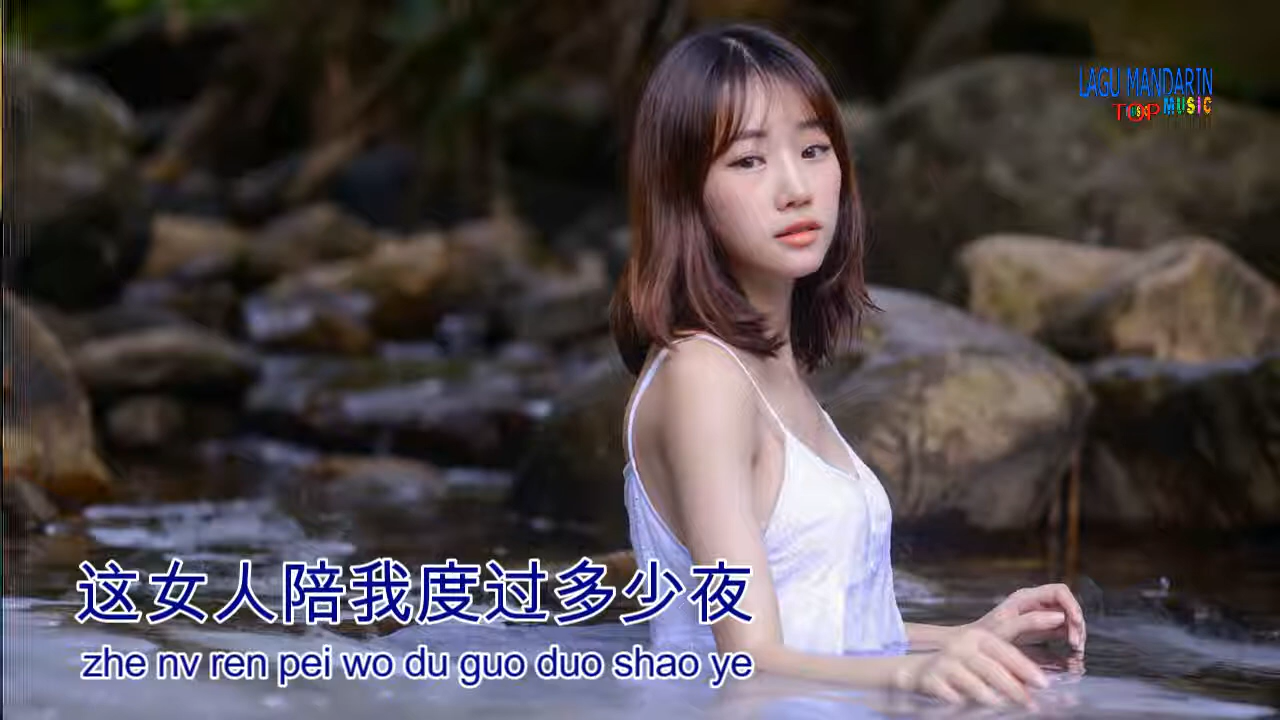 LAGU MANDARIN
TOP MUSIC
这女人陪我度过多少夜
zhe nv ren pei wo du guo duo shao ye